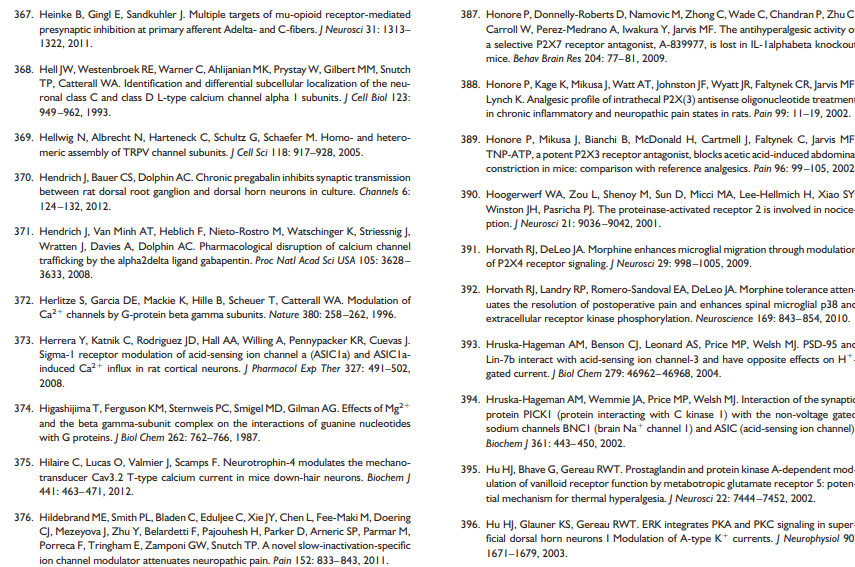 367. Heinke B, Gingl E, Sandkuhler J. Multiple targets of mu-opioid receptor-mediated
presynaptic inhibition at primary afferent Adelta- and C-fibers. J Neurosci 31: 1313–
1322, 2011.
368. Hell JW, Westenbroek RE, Warner C, Ahlijanian MK, Prystay W, Gilbert MM, Snutch
TP, Catterall WA. Identification and differential subcellular localization of the neu-
ronal class C and class D L-type calcium channel alpha 1 subunits. J Cell Biol 123:
949–962, 1993.
369. Hellwig N, Albrecht N, Harteneck C, Schultz G, Schaefer M. Homo- and hetero-
meric assembly of TRPV channel subunits. J Cell Sci 118: 917–928, 2005.
370. Hendrich J, Bauer CS, Dolphin AC. Chronic pregabalin inhibits synaptic transmission
between rat dorsal root ganglion and dorsal horn neurons in culture. Channels 6:
124–132, 2012.
371. Hendrich J, Van Minh AT, Heblich F, Nieto-Rostro M, Watschinger K, Striessnig J,
Wratten J, Davies A, Dolphin AC. Pharmacological disruption of calcium channel
trafficking by the alpha2delta ligand gabapentin. Proc Natl Acad Sci USA 105: 3628–
3633, 2008.
372. Herlitze S, Garcia DE, Mackie K, Hille B, Scheuer T, Catterall WA. Modulation of
Ca2+ channels by G-protein beta gamma subunits. Nature 380: 258–262, 1996.
373. Herrera Y, Katnik C, Rodriguez JD, Hall AA, Willing A, Pennypacker KR, Cuevas J.
Sigma-1 receptor modulation of acid-sensing ion channel a (ASIC1a) and ASIC1a-
induced Ca2+ influx in rat cortical neurons. J Pharmacol Exp Ther 327: 491–502,
2008.
374. Higashijima T, Ferguson KM, Sternweis PC, Smigel MD, Gilman AG. Effects of Mg2+
and the beta gamma-subunit complex on the interactions of guanine nucleotides
with G proteins. J Biol Chem 262: 762–766, 1987.
375. Hilaire C, Lucas O, Valmier J, Scamps F. Neurotrophin-4 modulates the mechano-
transducer Cav3.2 T-type calcium current in mice down-hair neurons. Biochem J
441: 463–471, 2012.
376. Hildebrand ME, Smith PL, Bladen C, Eduljee C, Xie JY, Chen L, Fee-Maki M, Doering
CJ, Mezeyova J, Zhu Y, Belardetti F, Pajouhesh H, Parker D, Arneric SP, Parmar M,
Porreca F, Tringham E, Zamponi GW, Snutch TP. A novel slow-inactivation-specific
ion channel modulator attenuates neuropathic pain. Pain 152: 833–843, 2011.
387. Honore P, Donnelly-Roberts D, Namovic M, Zhong C, Wade C, Chandran P, Zhu C
Carroll W, Perez-Medrano A, Iwakura Y, Jarvis MF. The antihyperalgesic activity o
a selective P2X7 receptor antagonist, A-839977, is lost in IL-1alphabeta knockou
mice. Behav Brain Res 204: 77–81, 2009.
388. Honore P, Kage K, Mikusa J, Watt AT, Johnston JF, Wyatt JR, Faltynek CR, Jarvis MF
Lynch K. Analgesic profile of intrathecal P2X(3) antisense oligonucleotide treatmen
in chronic inflammatory and neuropathic pain states in rats. Pain 99: 11–19, 2002.
389. Honore P, Mikusa J, Bianchi B, McDonald H, Cartmell J, Faltynek C, Jarvis MF
TNP-ATP, a potent P2X3 receptor antagonist, blocks acetic acid-induced abdomina
constriction in mice: comparison with reference analgesics. Pain 96: 99–105, 2002
390. Hoogerwerf WA, Zou L, Shenoy M, Sun D, Micci MA, Lee-Hellmich H, Xiao SY
Winston JH, Pasricha PJ. The proteinase-activated receptor 2 is involved in nocice-
ption. J Neurosci 21: 9036–9042, 2001.
391. Horvath RJ, DeLeo JA. Morphine enhances microglial migration through modulation
of P2X4 receptor signaling. J Neurosci 29: 998–1005, 2009.
392. Horvath RJ, Landry RP, Romero-Sandoval EA, DeLeo JA. Morphine tolerance atten-
uates the resolution of postoperative pain and enhances spinal microglial p38 and
extracellular receptor kinase phosphorylation. Neuroscience 169: 843–854, 2010.
393. Hruska-Hageman AM, Benson CJ, Leonard AS, Price MP, Welsh MJ. PSD-95 and
Lin-7b interact with acid-sensing ion channel-3 and have opposite effects on H+-
gated current. J Biol Chem 279: 46962–46968, 2004.
394. Hruska-Hageman AM, Wemmie JA, Price MP, Welsh MJ. Interaction of the synaptic
protein PICK1 (protein interacting with C kinase 1) with the non-voltage gated
sodium channels BNC1 (brain Na+ channel 1) and ASIC (acid-sensing ion channel)
Biochem J 361: 443–450, 2002.
395. Hu HJ, Bhave G, Gereau RWT. Prostaglandin and protein kinase A-dependent mod-
ulation of vanilloid receptor function by metabotropic glutamate receptor 5: poten-
tial mechanism for thermal hyperalgesia. J Neurosci 22: 7444–7452, 2002.
396. Hu HJ, Glauner KS, Gereau RWT. ERK integrates PKA and PKC signaling in super-
ficial dorsal horn neurons I Modulation of A-type K+ currents. J Neurophysiol 90
1671–1679, 2003.